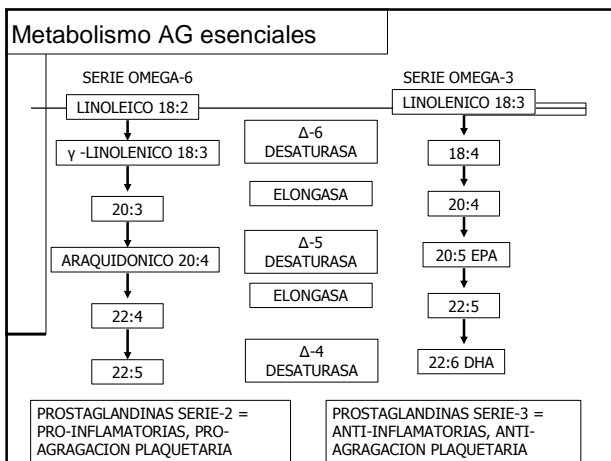 Metabolismo AG esenciales
SERIE OMEGA-6
LINOLEICO 18:2
γ -LINOLENICO 18:3
20:3
ARAQUIDONICO 20:4
22:4
22:5
Δ-6
DESATURASA
ELONGASA
Δ-5
DESATURASA
ELONGASA
Δ-4
DESATURASA
SERIE OMEGA-3
LINOLENICO 18:3
18:4
20:4
20:5 EPA
22:5
22:6 DHA
PROSTAGLANDINAS SERIE-2 =
PRO-INFLAMATORIAS, PRO-
AGRAGACION PLAQUETARIA
PROSTAGLANDINAS SERIE-3 =
ANTI-INFLAMATORIAS, ANTI-
AGRAGACION PLAQUETARIA